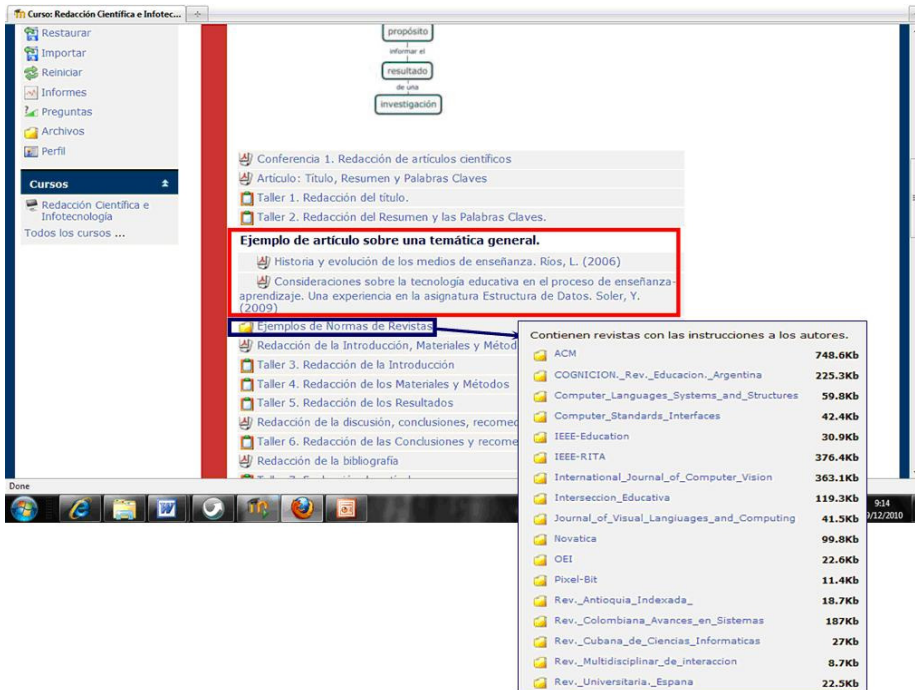 Curso: Redacción Científica e Infotec...
Restaurar
Importar
Reiniciar
Informes
Preguntas
Archivos
Perfil
Cursos
Redacción Científica e
Infotecnología
Todos los cursos ...
propósito
informar el
resultado
de una
investigación
Conferencia 1. Redacción de artículos científicos
Artículo: Título, Resumen y Palabras Claves
Taller 1. Redacción del título.
Taller 2. Redacción del Resumen y las Palabras Claves.
Ejemplo de artículo sobre una temática general.
Historia y evolución de los medios de enseñanza. Ríos, L. (2006)
Consideraciones sobre la tecnología educativa en el proceso de enseñanza-
aprendizaje. Una experiencia en la asignatura Estructura de Datos. Soler, Y.
(2009)
Ejemplos de Normas de Revistas
Redacción de la Introducción, Materiales y Métod
Taller 3. Redacción de la Introducción
Taller 4. Redacción de los Materiales y Métodos
Taller 5. Redacción de los Resultados
Redacción de la discusión, conclusiones, recomed
Taller 6. Redacción de las Conclusiones y recome
Redacción de la bibliografía
Contienen revistas con las instrucciones a los autores.
ACM 748.6Kb
COGNICION._Rev._Educacion._Argentina 225.3Kb
Computer_Languages_Systems_and_Structures 59.8Kb
Computer_Standards_Interfaces 42.4Kb
IEEE-Education 30.9Kb
IEEE-RITA 376.4Kb
International_Journal_of_Computer_Vision 363.1Kb
Interseccion_Educativa 119.3Kb
Journal_of_Visual_Langiuages_and_Computing 41.5Kb
Novatica 99.8Kb
OEI 22.6Kb
Pixel-Bit 11.4Kb
Rev._Antioquia_Indexada_ 18.7Kb
Rev._Colombiana_Avances_en_Sistemas 187Kb
Rev._Cubana_de_Ciencias_Informaticas 27Kb
Rev._Multidisciplinar_de_interaccion 8.7Kb
Rev._Universitaria._Espana 22.5Kb
Done
9:14
9/12/2010